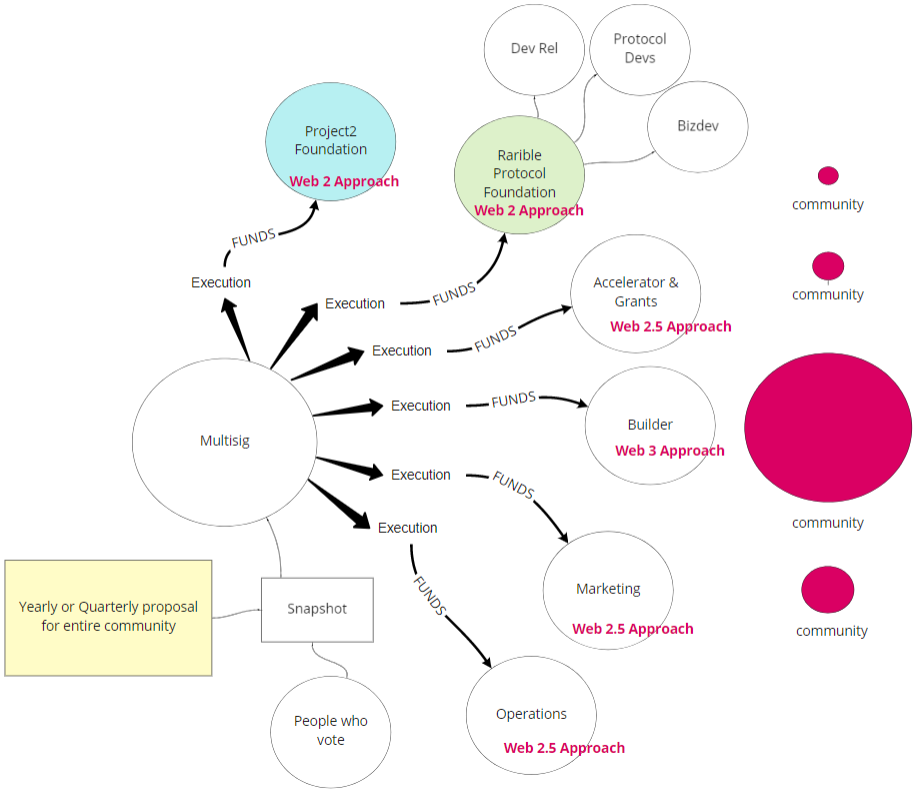 Dev Rel
Protocol
Devs
Bizdev
Project2
Foundation
Web 2 Approach
Rarible
Protocol
Foundation
Web 2 Approach
community
FUNDS
Execution
Execution
FUNDS
Accelerator &
Grants
Web 2.5 Approach
community
Execution
FUNDS
Multisig
Execution
FUNDS
Builder
Web 3 Approach
community
Execution
FUNDS
Execution
FUNDS
Marketing
Web 2.5 Approach
community
Yearly or Quarterly proposal
for entire community
Snapshot
People who
vote
Operations
Web 2.5 Approach